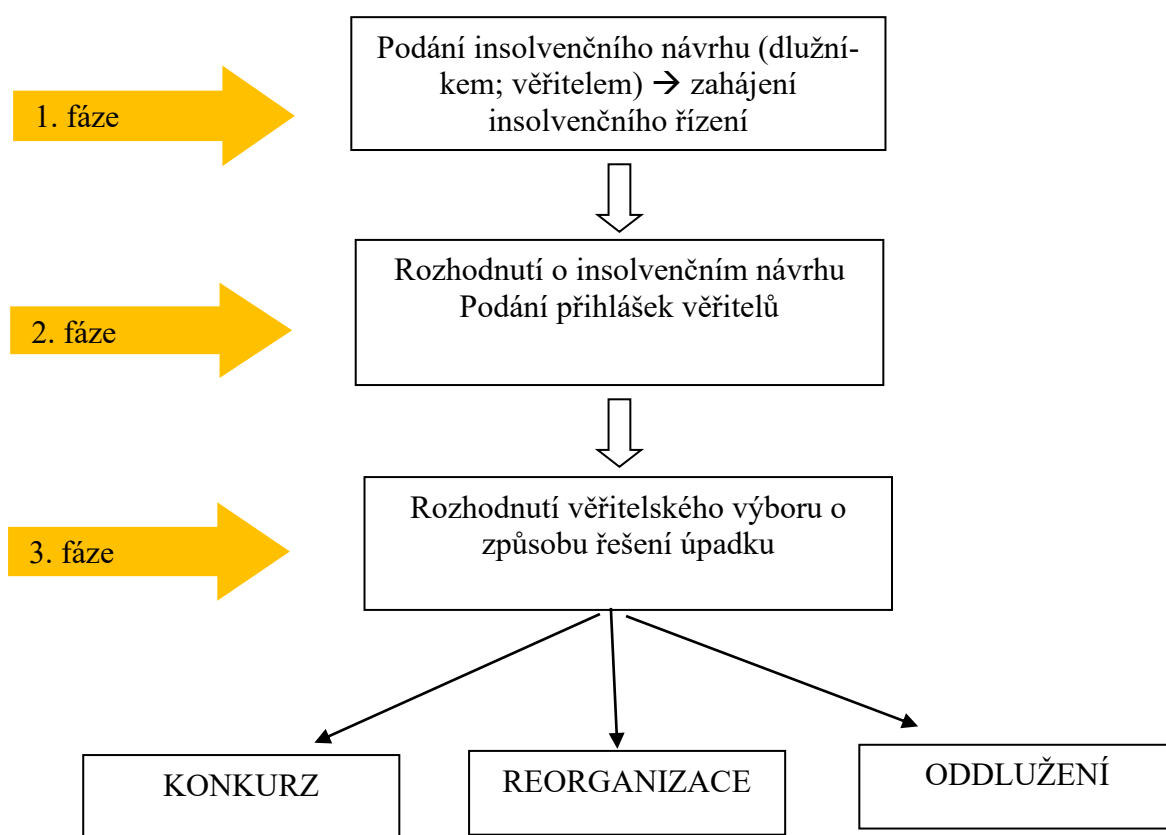 Podání insolvenčního návrhu (dlužní-
kem; věřitelem) → zahájení
insolvenčního řízení
1. fáze
Rozhodnutí o insolvenčním návrhu
Podání přihlášek věřitelů
2. fáze
Rozhodnutí věřitelského výboru o
způsobu řešení úpadku
3. fáze
KONKURZ
REORGANIZACE
ODDLUŽENÍ